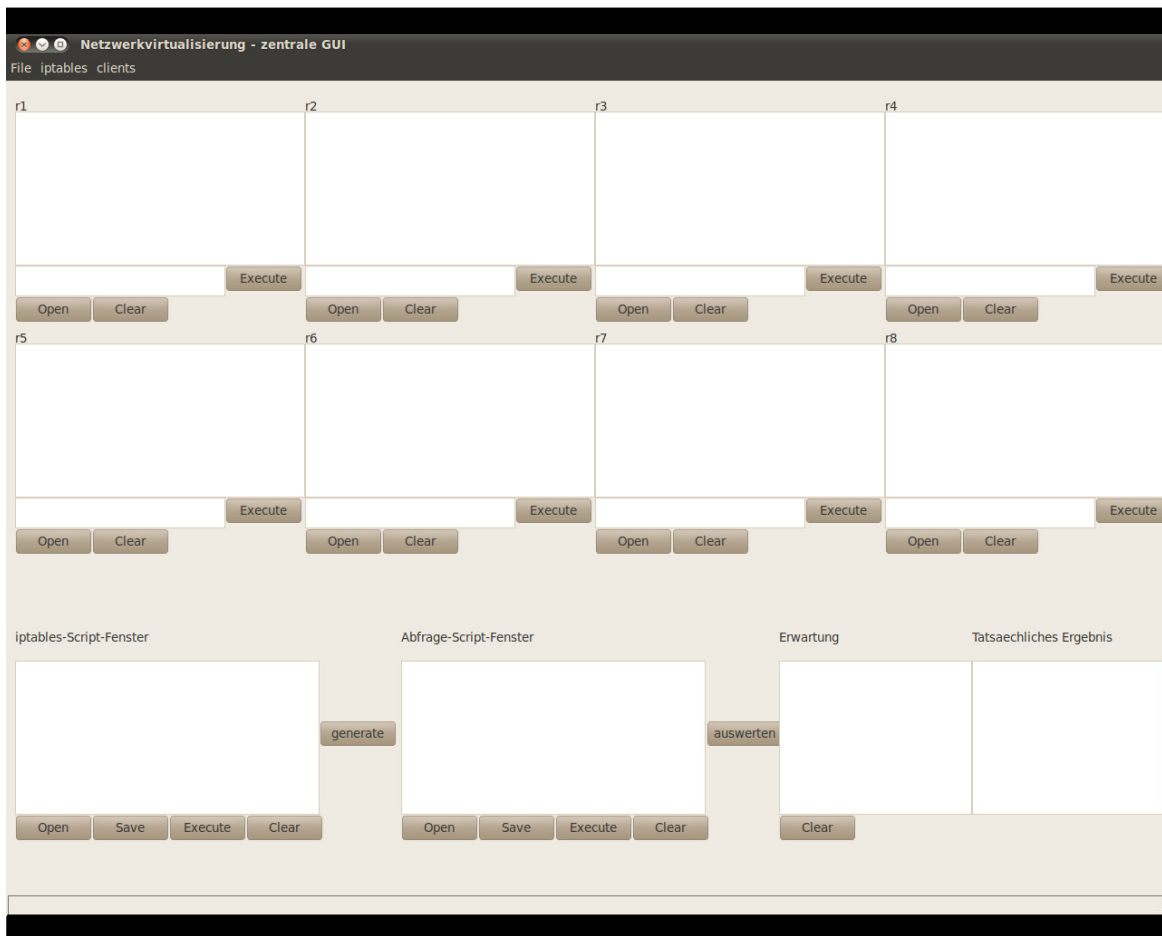 Netzwerkvirtualisierung - zentrale GUI
File iptables clients
r1 r2 r3 r4
Execute Execute Execute Execute
Open Clear Open Clear Open Clear Open Clear
r5 r6 r7 r8
Execute Execute Execute Execute
Open Clear Open Clear Open Clear Open Clear
iptables-Script-Fenster Abfrage-Script-Fenster Erwartung Tatsaechliches Ergebnis
generate auswerten
Open Save Execute Clear Open Save Execute Clear Clear